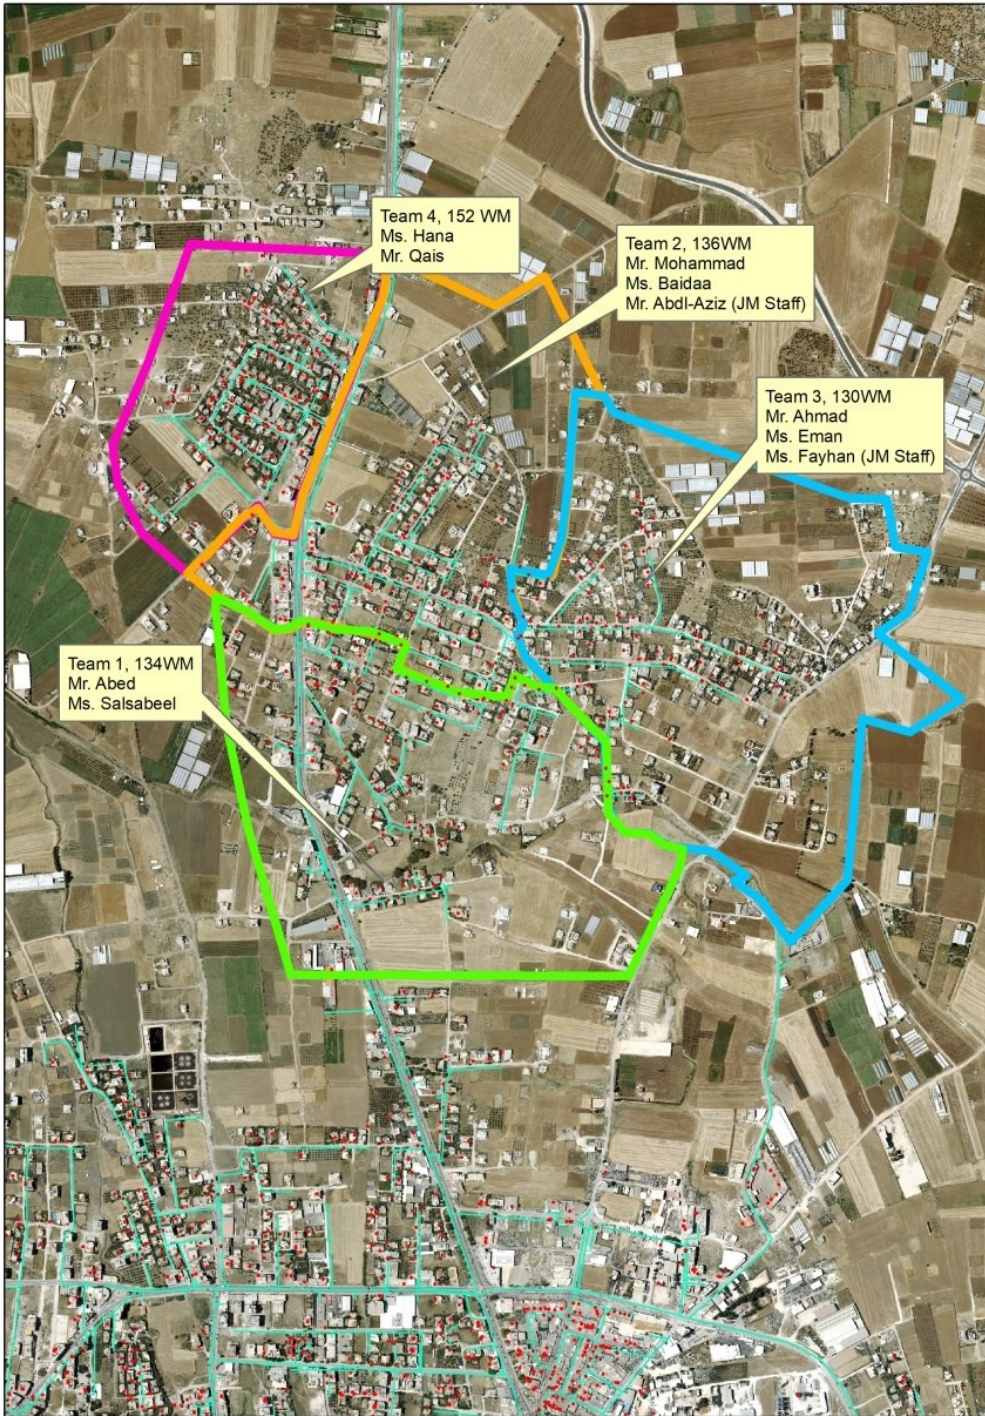 Team 4, 152 WM
Ms. Hana
Mr. Qais
Team 2, 136WM
Mr. Mohammad
Ms. Baidaa
Mr. Abdl-Aziz (JM Staff)
Team 3, 130WM
Mr. Ahmad
Ms. Eman
Ms. Fayhan (JM Staff)
Team 1, 134WM
Mr. Abed
Ms. Salsabeel